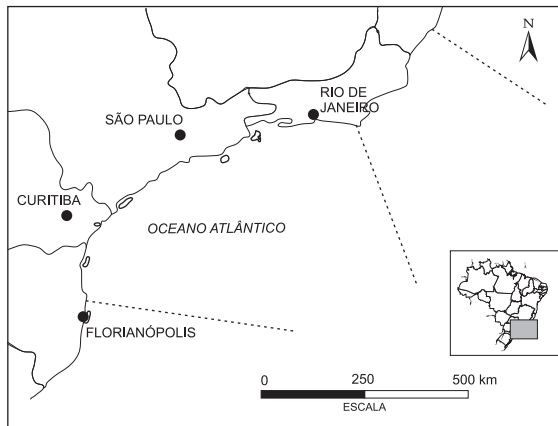 N
RIO DE
JANEIRO
SÃO PAULO
CURITIBA
OCEANO ATLÂNTICO
FLORIANÓPOLIS
0 250 500 km
ESCALA